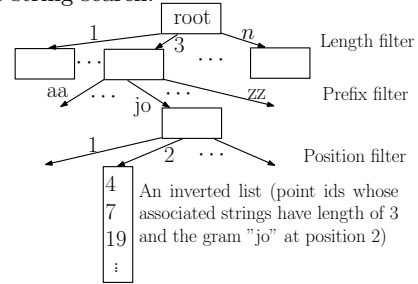 string search.
root
1 3 n
Length filter
... ...
aa ... jo ... zz
Prefix filter
1 2 ...
Position filter
4
7
19
⋮
An inverted list (point ids whose
associated strings have length of 3
and the gram "jo" at position 2)